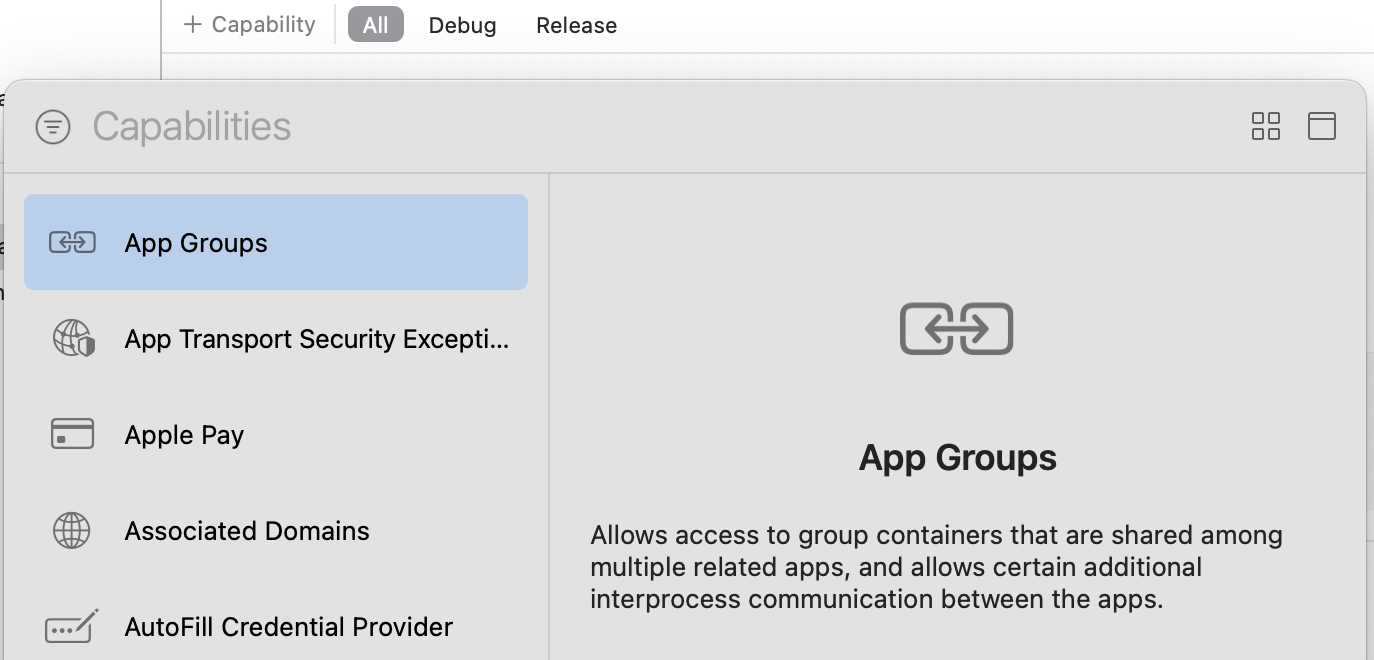 + Capability All Debug Release
Capabilities
App Groups
App Transport Security Excepti...
Apple Pay
Associated Domains
AutoFill Credential Provider
App Groups
Allows access to group containers that are shared among
multiple related apps, and allows certain additional
interprocess communication between the apps.